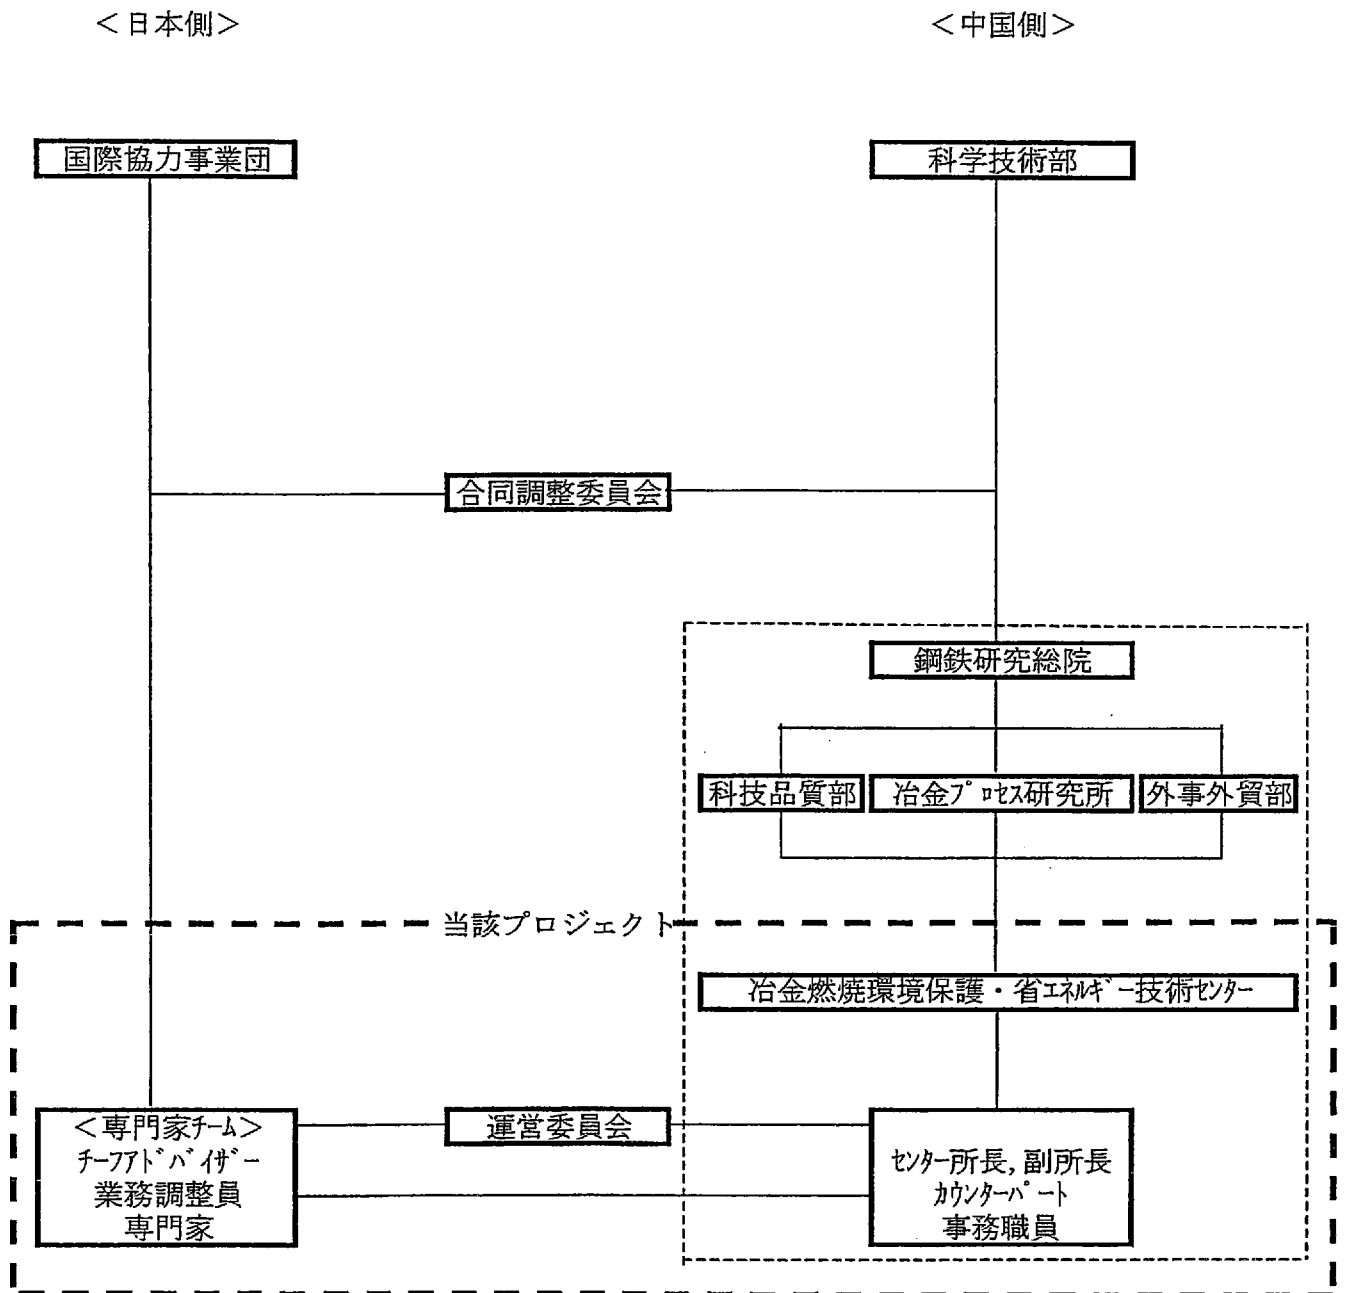 ＜日本側＞
＜中国側＞
国際協力事業団
科学技術部
合同調整委員会
鋼鉄研究総院
科技品質部
冶金ﾌﾟﾛｾｽ研究所
外事外貿部
当該プロジェクト
冶金燃焼環境保護・省ｴﾈﾙｷﾞｰ技術ｾﾝﾀｰ
＜専門家ﾁｰﾑ＞
ﾁｰﾌｱﾄﾞﾊﾞｲｻﾞｰ
業務調整員
専門家
運営委員会
ｾﾝﾀｰ所長,副所長
ｶｳﾝﾀｰﾊﾟｰﾄ
事務職員